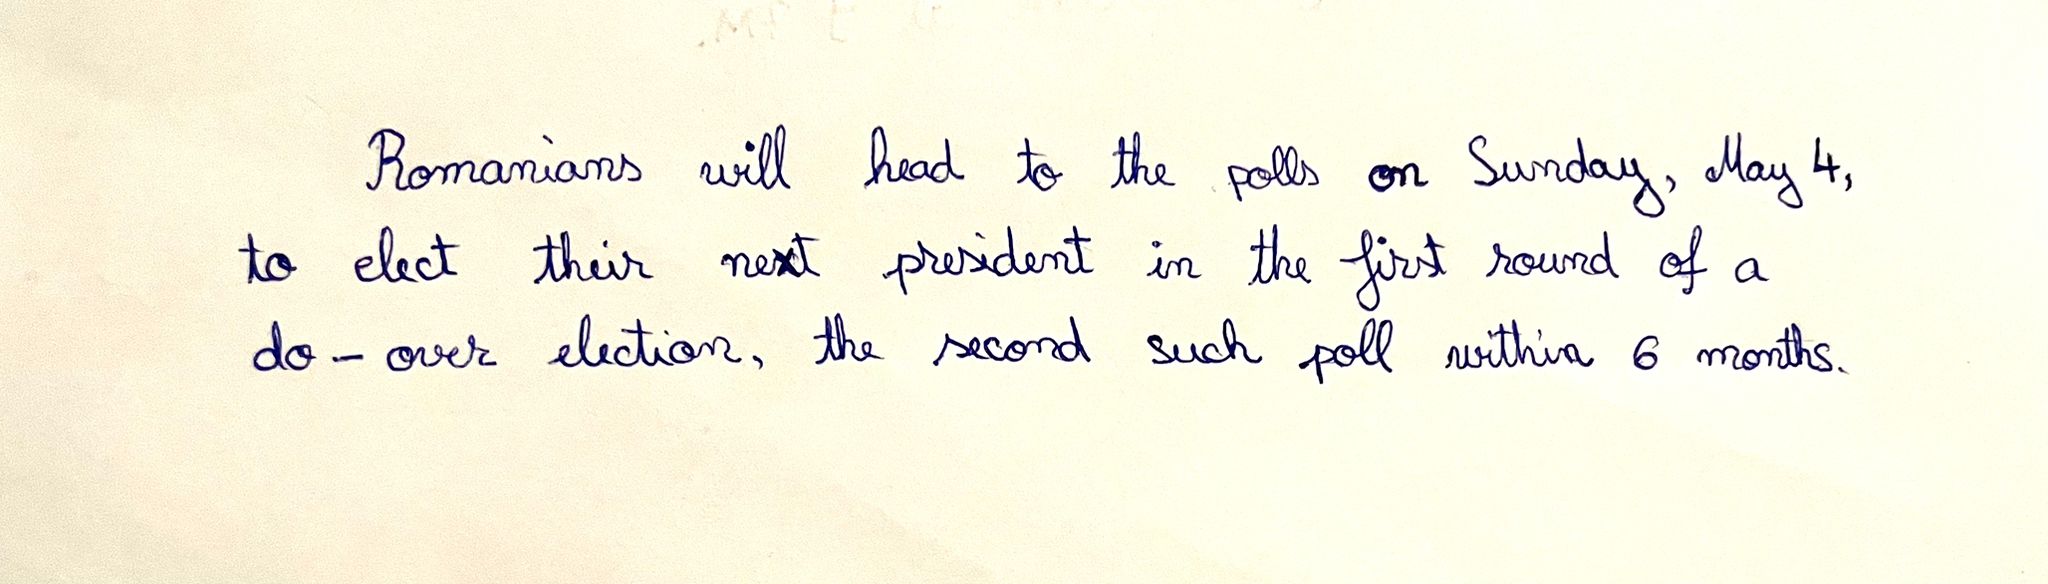 Romanians will head to the polls on Sunday, May 4,
to elect their next president in the first round of a
do-over election, the second such poll within 6 months.